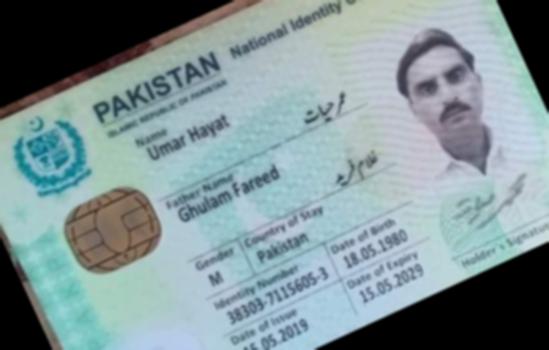 PAKISTAN National Identity
ISLAMIC REPUBLIC OF PAKISTAN
Name
Umar Hayat
عمر حیات
Father Name
Ghulam Fareed
غلام فرید
Gender Country of Stay
M Pakistan
Identity Number Date of Birth
38303-7115605-3 18.05.1980
Date of Issue Date of Expiry
15.05.2019 15.05.2029
Holder's Signature